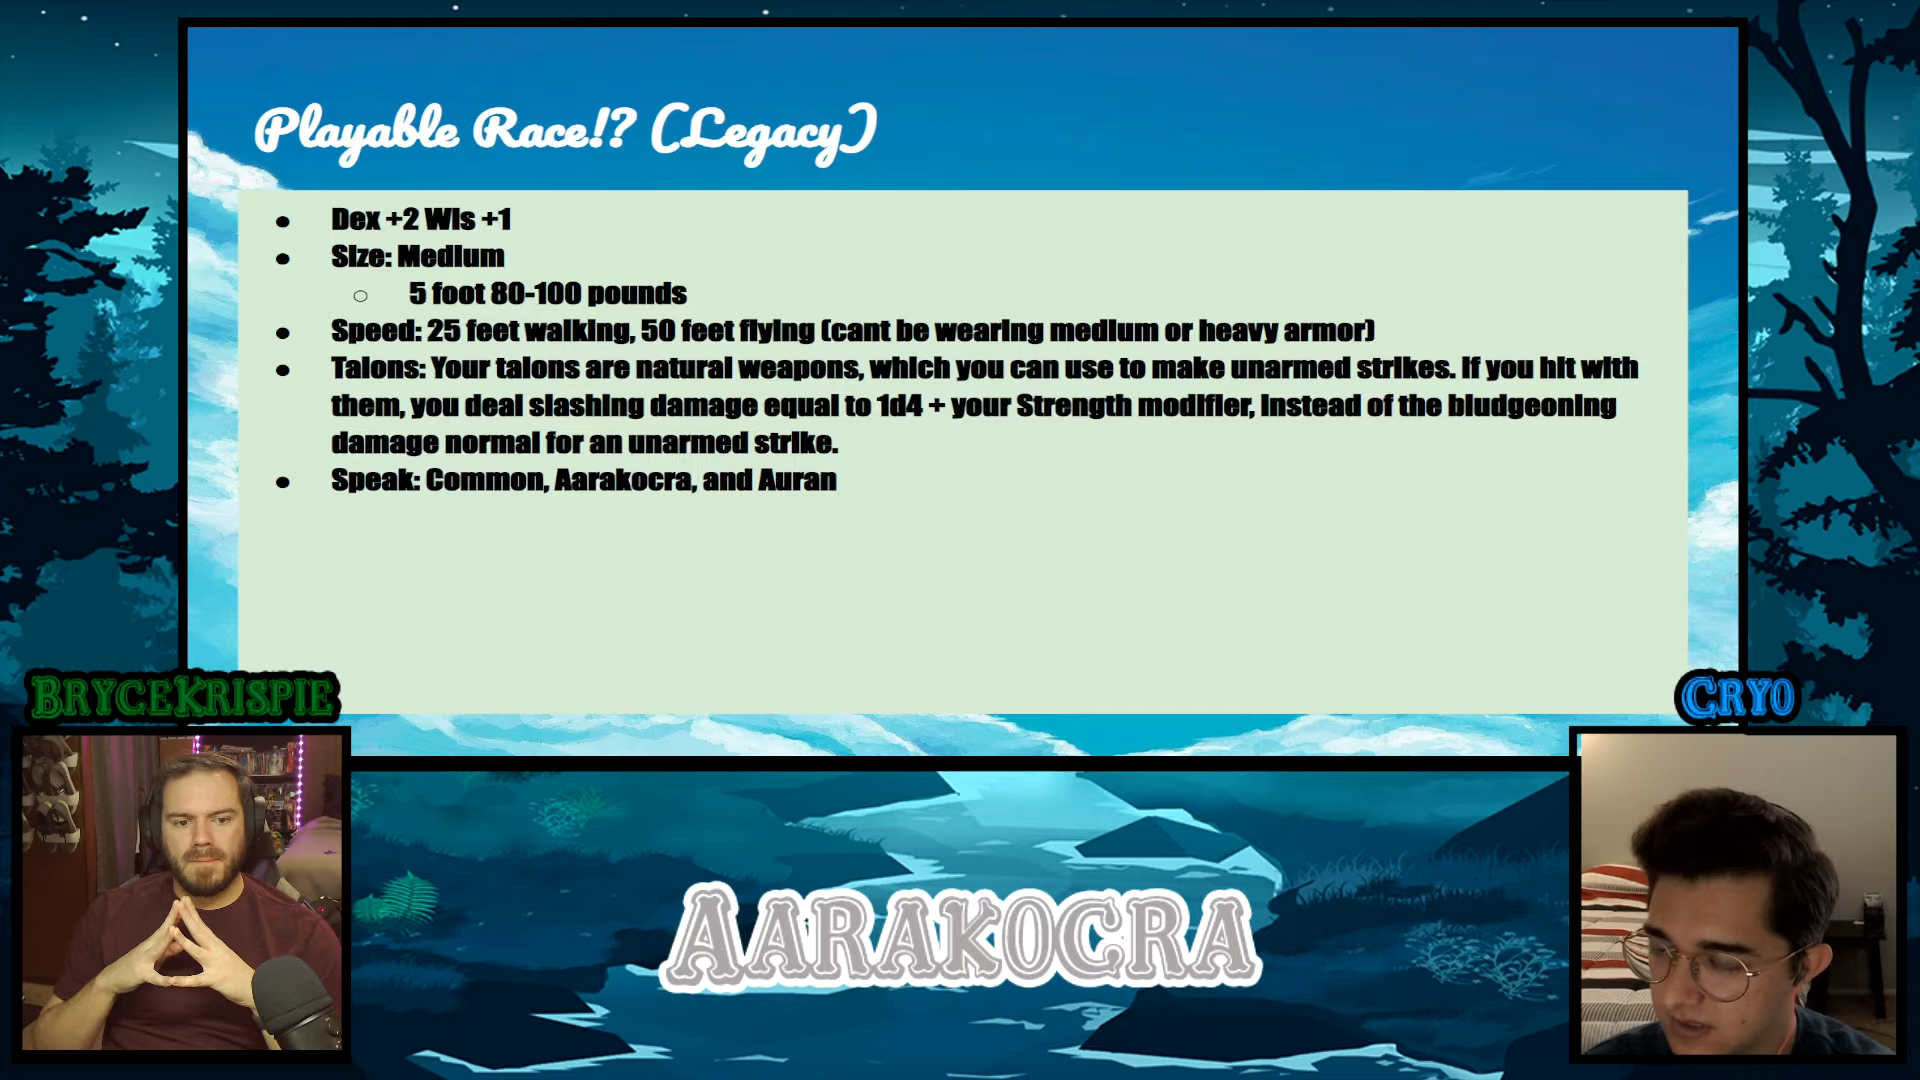 Playable Race!? (Legacy)
● Dex +2 Wis +1
● Size: Medium
○ 5 foot 80-100 pounds
● Speed: 25 feet walking, 50 feet flying (cant be wearing medium or heavy armor)
● Talons: Your talons are natural weapons, which you can use to make unarmed strikes. If you hit with
them, you deal slashing damage equal to 1d4 + your Strength modifier, instead of the bludgeoning
damage normal for an unarmed strike.
● Speak: Common, Aarakocra, and Auran
BryceKrispie
Cryo
Aarakocra